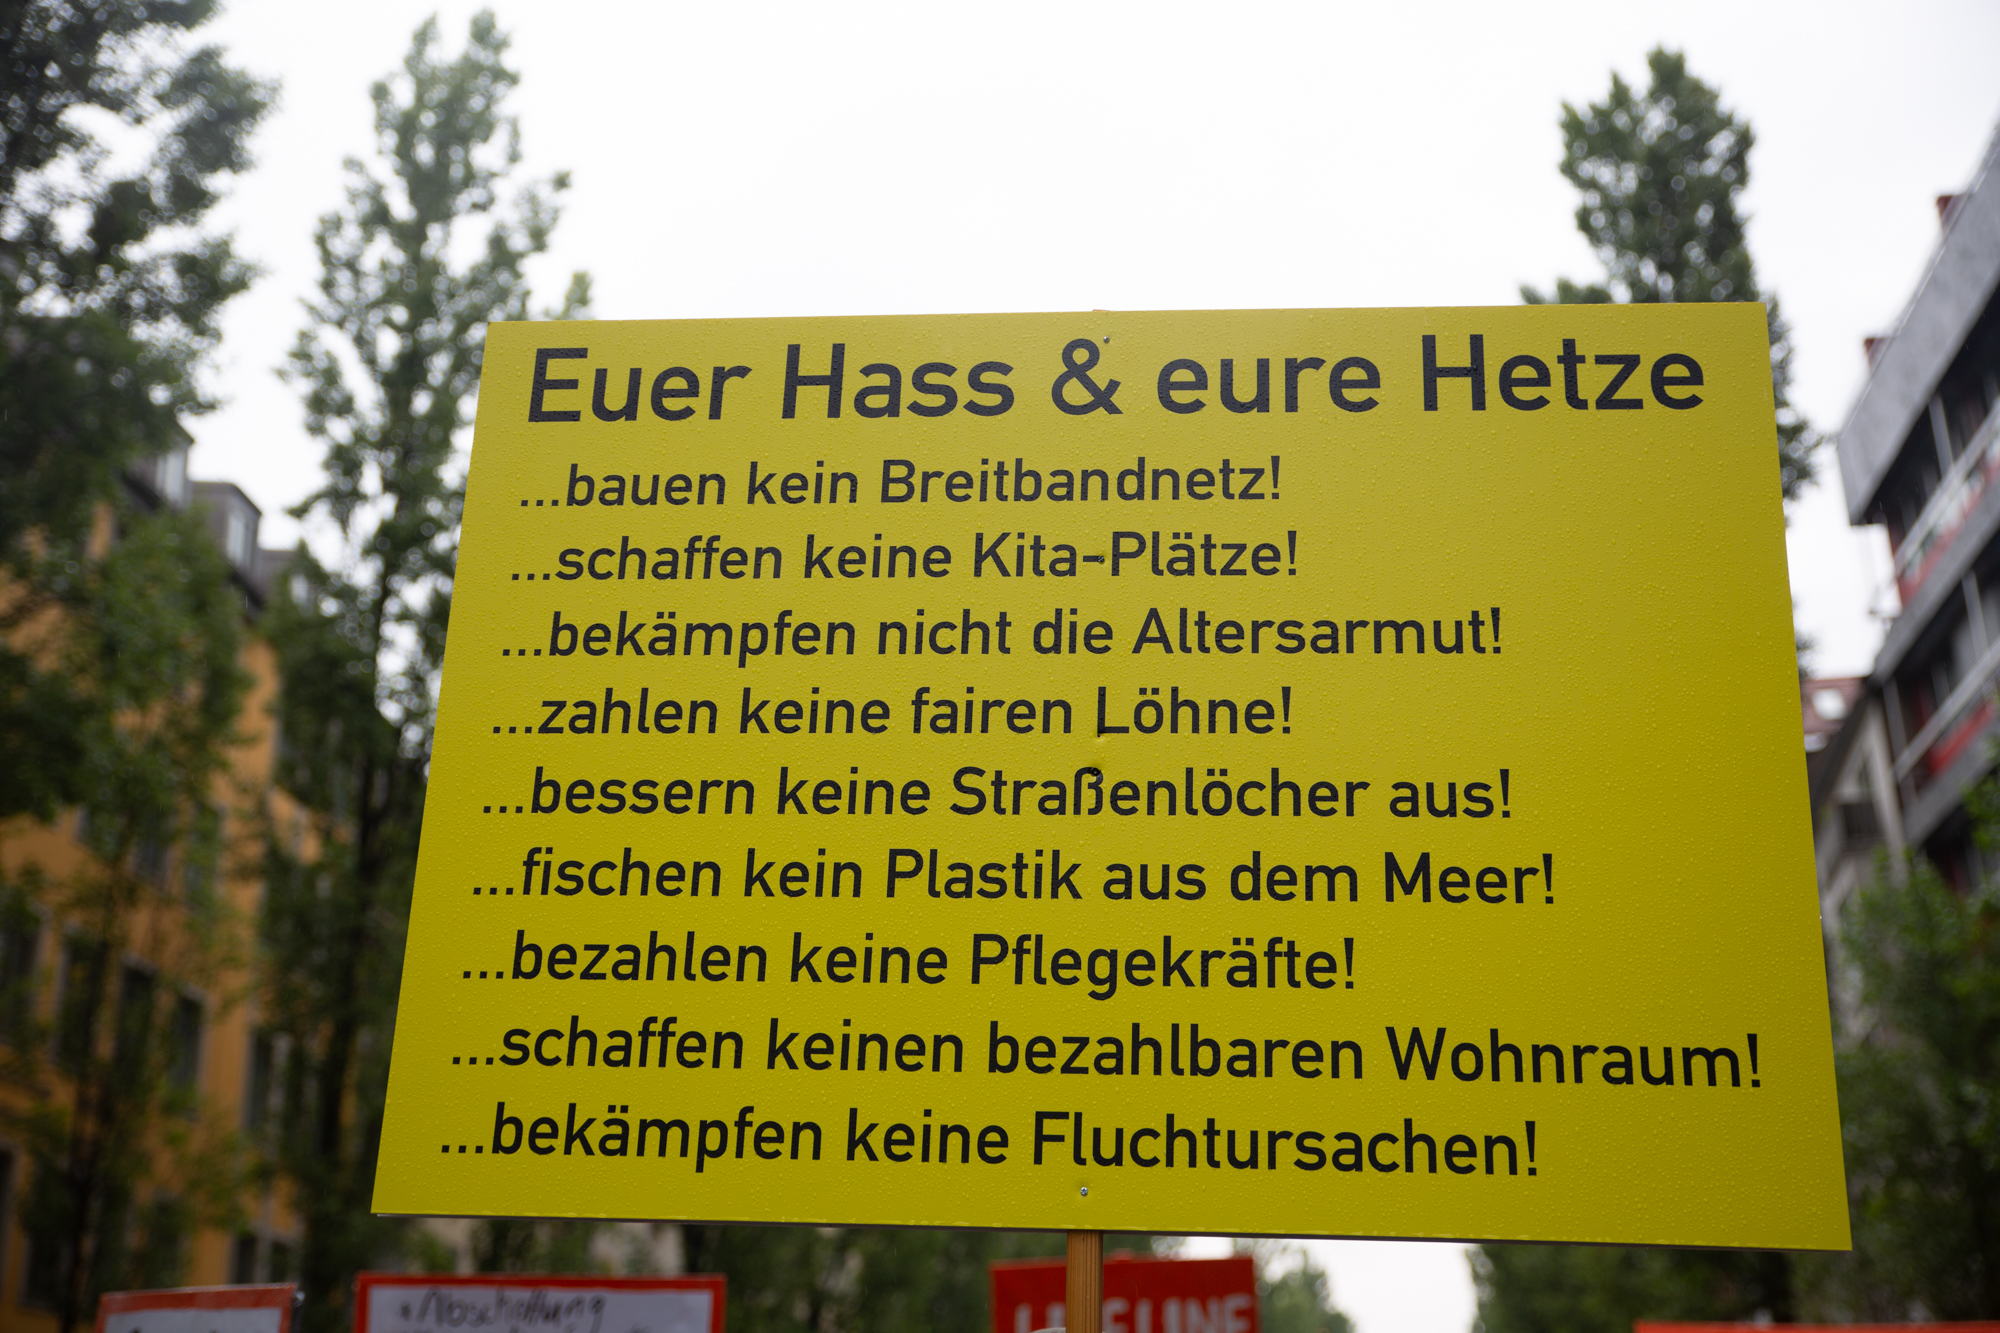 Euer Hass & eure Hetze
...bauen kein Breitbandnetz!
...schaffen keine Kita-Plätze!
...bekämpfen nicht die Altersarmut!
...zahlen keine fairen Löhne!
...bessern keine Straßenlöcher aus!
...fischen kein Plastik aus dem Meer!
...bezahlen keine Pflegekräfte!
...schaffen keinen bezahlbaren Wohnraum!
...bekämpfen keine Fluchtursachen!
Abschottung
LIFELINE